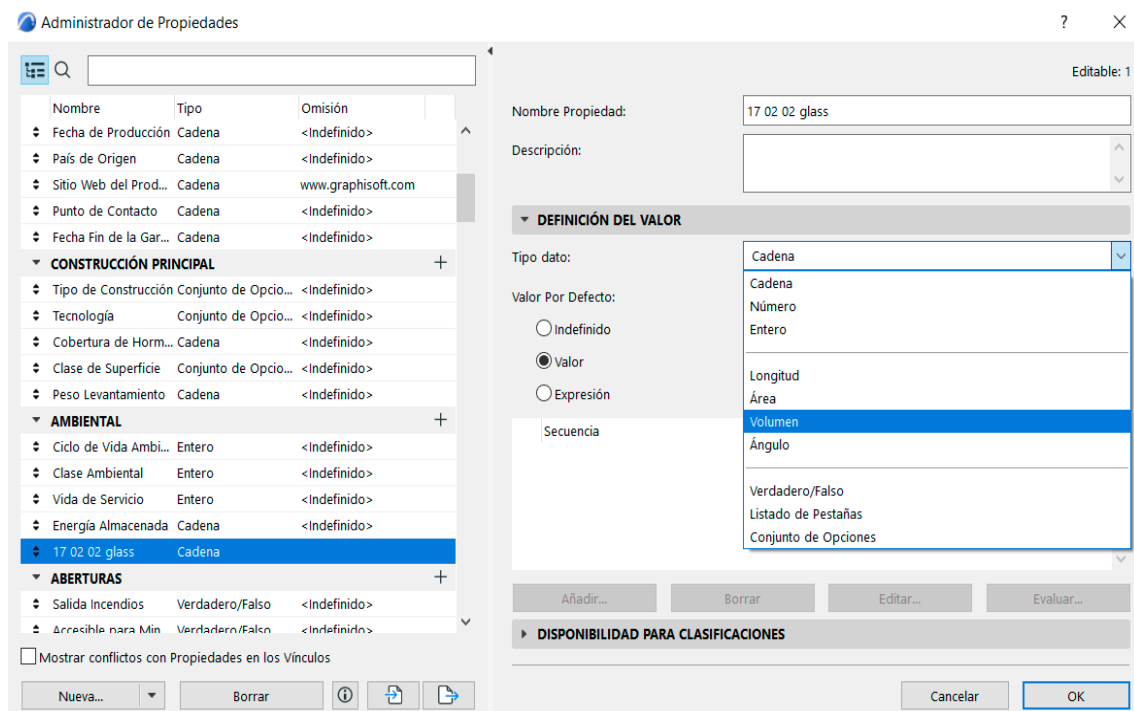 Administrador de Propiedades
Nombre Tipo Omisión
Fecha de Producción Cadena <Indefinido>
País de Origen Cadena <Indefinido>
Sitio Web del Prod... Cadena www.graphisoft.com
Punto de Contacto Cadena <Indefinido>
Fecha Fin de la Gar... Cadena <Indefinido>
CONSTRUCCIÓN PRINCIPAL
Tipo de Construcción Conjunto de Opcio... <Indefinido>
Tecnología Conjunto de Opcio... <Indefinido>
Cobertura de Horm... Cadena <Indefinido>
Clase de Superficie Conjunto de Opcio... <Indefinido>
Peso Levantamiento Cadena <Indefinido>
AMBIENTAL
Ciclo de Vida Ambi... Entero <Indefinido>
Clase Ambiental Entero <Indefinido>
Vida de Servicio Entero <Indefinido>
Energía Almacenada Cadena <Indefinido>
17 02 02 glass Cadena
ABERTURAS
Salida Incendios Verdadero/Falso <Indefinido>
Accesible para Min... Verdadero/Falso <Indefinido>
Mostrar conflictos con Propiedades en los Vínculos
Nueva... Borrar
Editable: 1
Nombre Propiedad: 17 02 02 glass
Descripción:
DEFINICIÓN DEL VALOR
Tipo dato: Cadena
Cadena
Número
Entero
Longitud
Área
Volumen
Ángulo
Verdadero/Falso
Listado de Pestañas
Conjunto de Opciones
Valor Por Defecto:
Indefinido
Valor
Expresión
Secuencia
Añadir... Borrar Editar... Evaluar...
DISPONIBILIDAD PARA CLASIFICACIONES
Cancelar OK